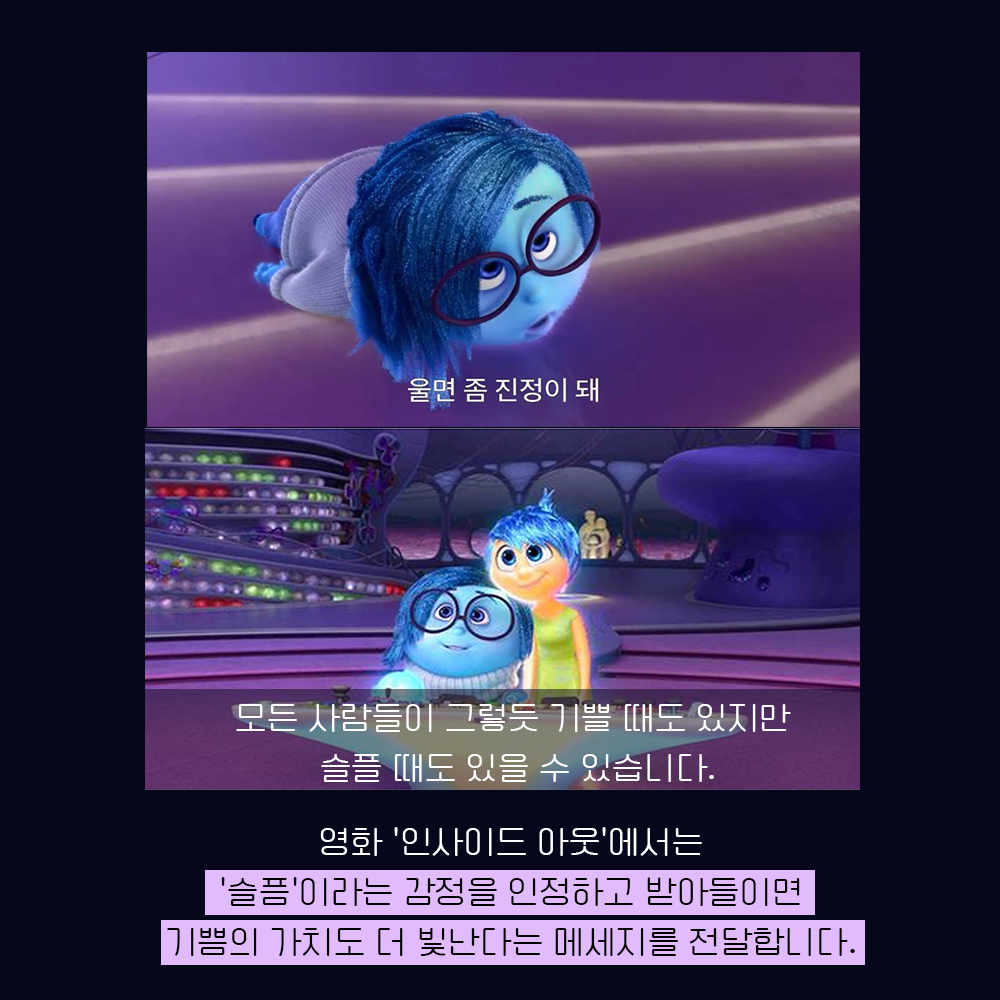 울면 좀 진정이 돼
모든 사람들이 그렇듯 기쁠 때도 있지만
슬플 때도 있을 수 있습니다.
영화 '인사이드 아웃'에서는
'슬픔'이라는 감정을 인정하고 받아들이면
기쁨의 가치도 더 빛난다는 메세지를 전달합니다.